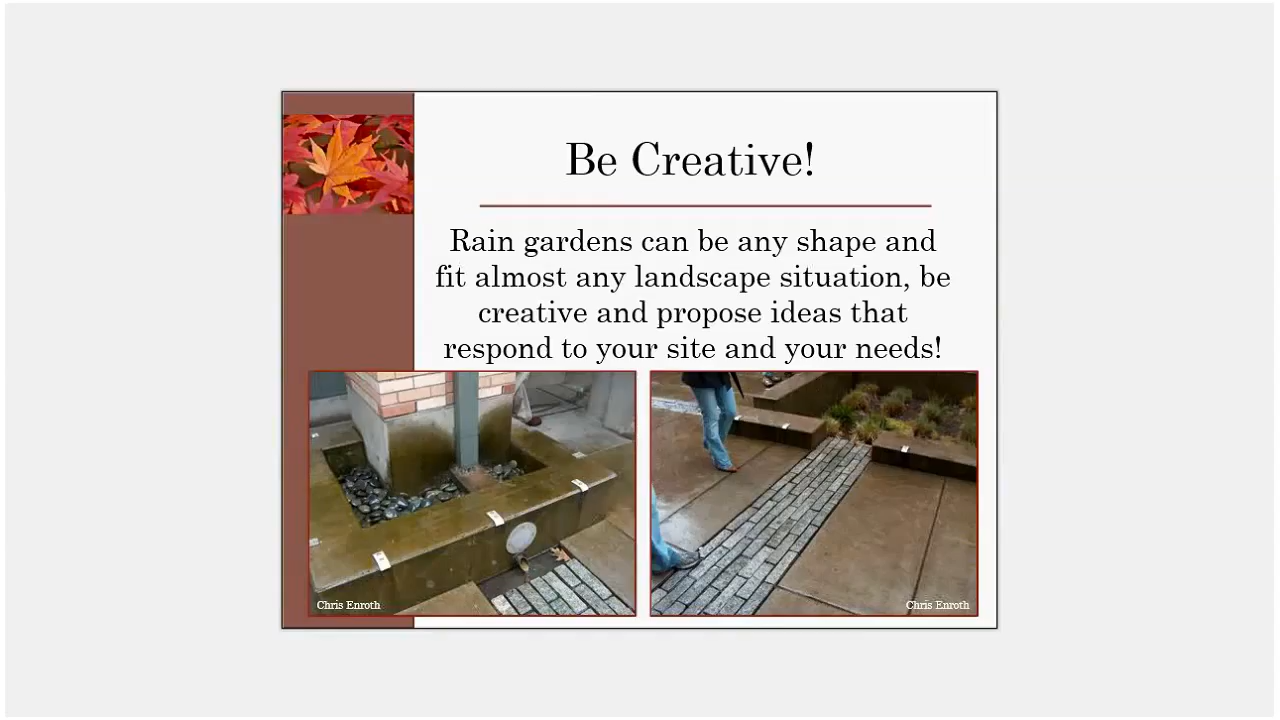 Be Creative!
Rain gardens can be any shape and
fit almost any landscape situation, be
creative and propose ideas that
respond to your site and your needs!
Chris Enroth
Chris Enroth